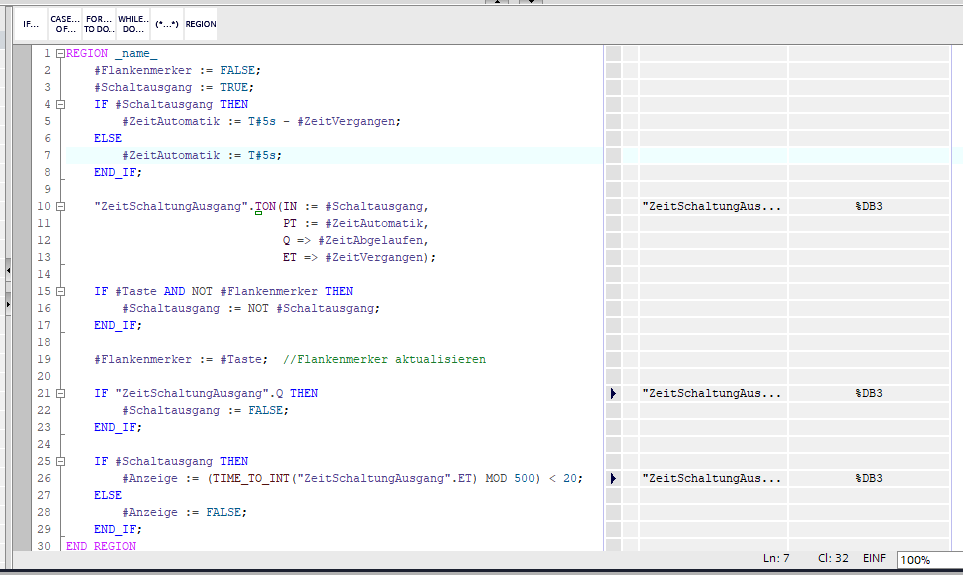 IF... CASE... OF... FOR... TO DO.. WHILE.. DO... (*...*) REGION
1 REGION _name_
2 #Flankenmerker := FALSE;
3 #Schaltausgang := TRUE;
4 IF #Schaltausgang THEN
5 #ZeitAutomatik := T#5s - #ZeitVergangen;
6 ELSE
7 #ZeitAutomatik := T#5s;
8 END_IF;
9
10 "ZeitSchaltungAusgang".TON(IN := #Schaltausgang, "ZeitSchaltungAus... %DB3
11 PT := #ZeitAutomatik,
12 Q => #ZeitAbgelaufen,
13 ET => #ZeitVergangen);
14
15 IF #Taste AND NOT #Flankenmerker THEN
16 #Schaltausgang := NOT #Schaltausgang;
17 END_IF;
18
19 #Flankenmerker := #Taste; //Flankenmerker aktualisieren
20
21 IF "ZeitSchaltungAusgang".Q THEN "ZeitSchaltungAus... %DB3
22 #Schaltausgang := FALSE;
23 END_IF;
24
25 IF #Schaltausgang THEN
26 #Anzeige := (TIME_TO_INT("ZeitSchaltungAusgang".ET) MOD 500) < 20; "ZeitSchaltungAus... %DB3
27 ELSE
28 #Anzeige := FALSE;
29 END_IF;
30 END_REGION
Ln: 7 Cl: 32 EINF 100%